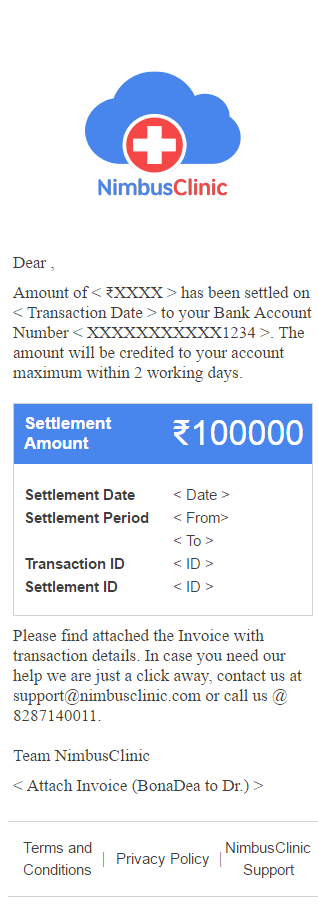 NimbusClinic
Dear ,
Amount of < ₹XXXX > has been settled on
< Transaction Date > to your Bank Account
Number < XXXXXXXXXXX1234 >. The
amount will be credited to your account
maximum within 2 working days.
Settlement
Amount
₹100000
Settlement Date < Date >
Settlement Period < From>
< To >
Transaction ID < ID >
Settlement ID < ID >
Please find attached the Invoice with
transaction details. In case you need our
help we are just a click away, contact us at
support@nimbusclinic.com or call us @
8287140011.
Team NimbusClinic
< Attach Invoice (BonaDea to Dr.) >
Terms and
Conditions
| Privacy Policy |
NimbusClinic
Support